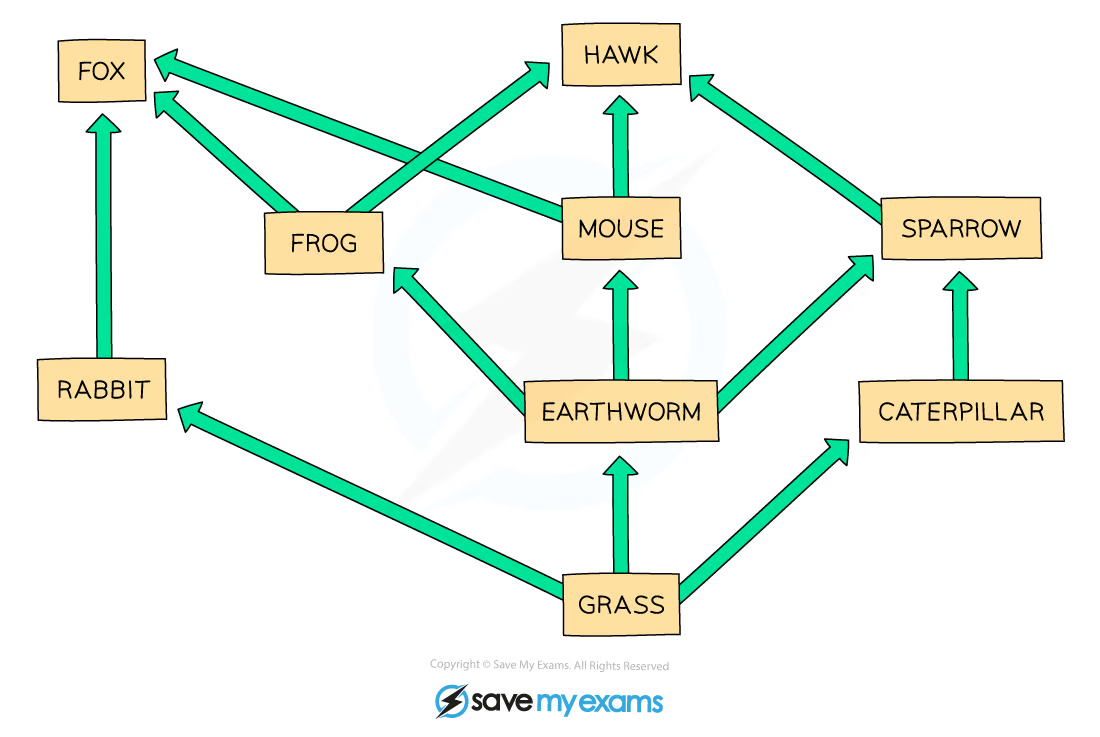 FOX
HAWK
FROG
MOUSE
SPARROW
RABBIT
EARTHWORM
CATERPILLAR
GRASS
Copyright © Save My Exams. All Rights Reserved
save my exams